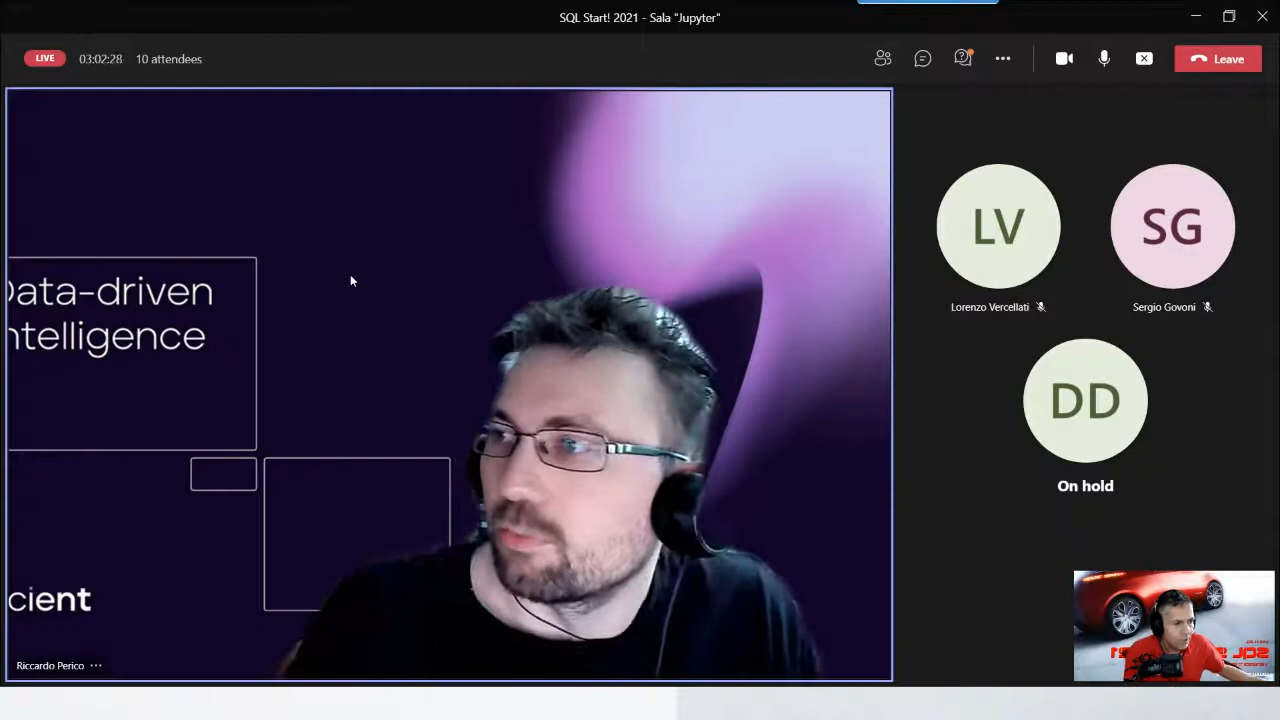 SQL Start! 2021 - Sala "Jupyter"
LIVE
03:02:28
10 attendees
Leave
Data-driven
ntelligence
cient
Riccardo Perico
LV
SG
Lorenzo Vercellati
Sergio Govoni
DD
On hold